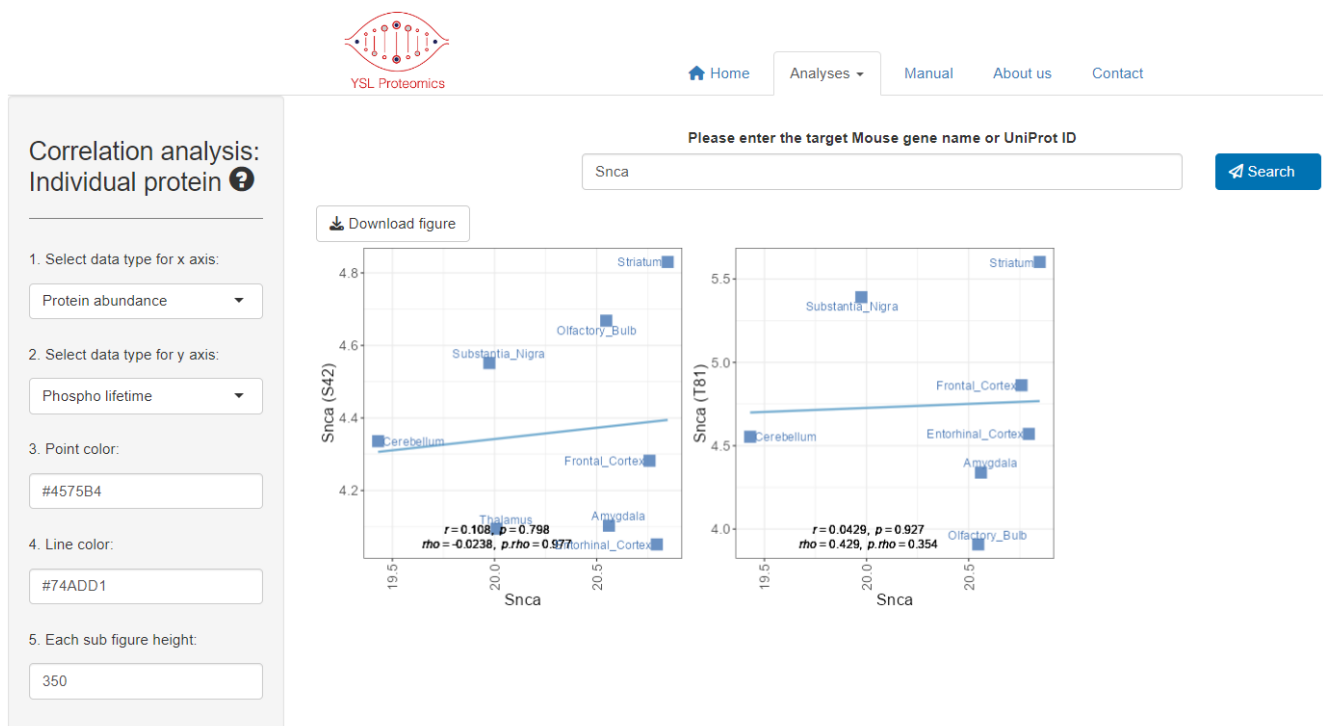 YSL Proteomics
Home
Analyses
Manual
About us
Contact
Correlation analysis:
Individual protein ?
1. Select data type for x axis:
Protein abundance
2. Select data type for y axis:
Phospho lifetime
3. Point color:
#4575B4
4. Line color:
#74ADD1
5. Each sub figure height:
350
Please enter the target Mouse gene name or UniProt ID
Snca
Search
Download figure
Snca (S42)
4.8
4.6
4.4
4.2
Striatum
Olfactory_Bulb
Substantia_Nigra
Cerebellum
Frontal_Cortex
Thalamus
Amygdala
Entorhinal_Cortex
r = 0.108, p = 0.798
rho = -0.0238, p.rho = 0.977
19.5
20.0
20.5
Snca
Snca (T81)
5.5
5.0
4.5
4.0
Striatum
Substantia_Nigra
Frontal_Cortex
Cerebellum
Entorhinal_Cortex
Amygdala
Olfactory_Bulb
r = 0.0429, p = 0.927
rho = 0.429, p.rho = 0.354
19.5
20.0
20.5
Snca